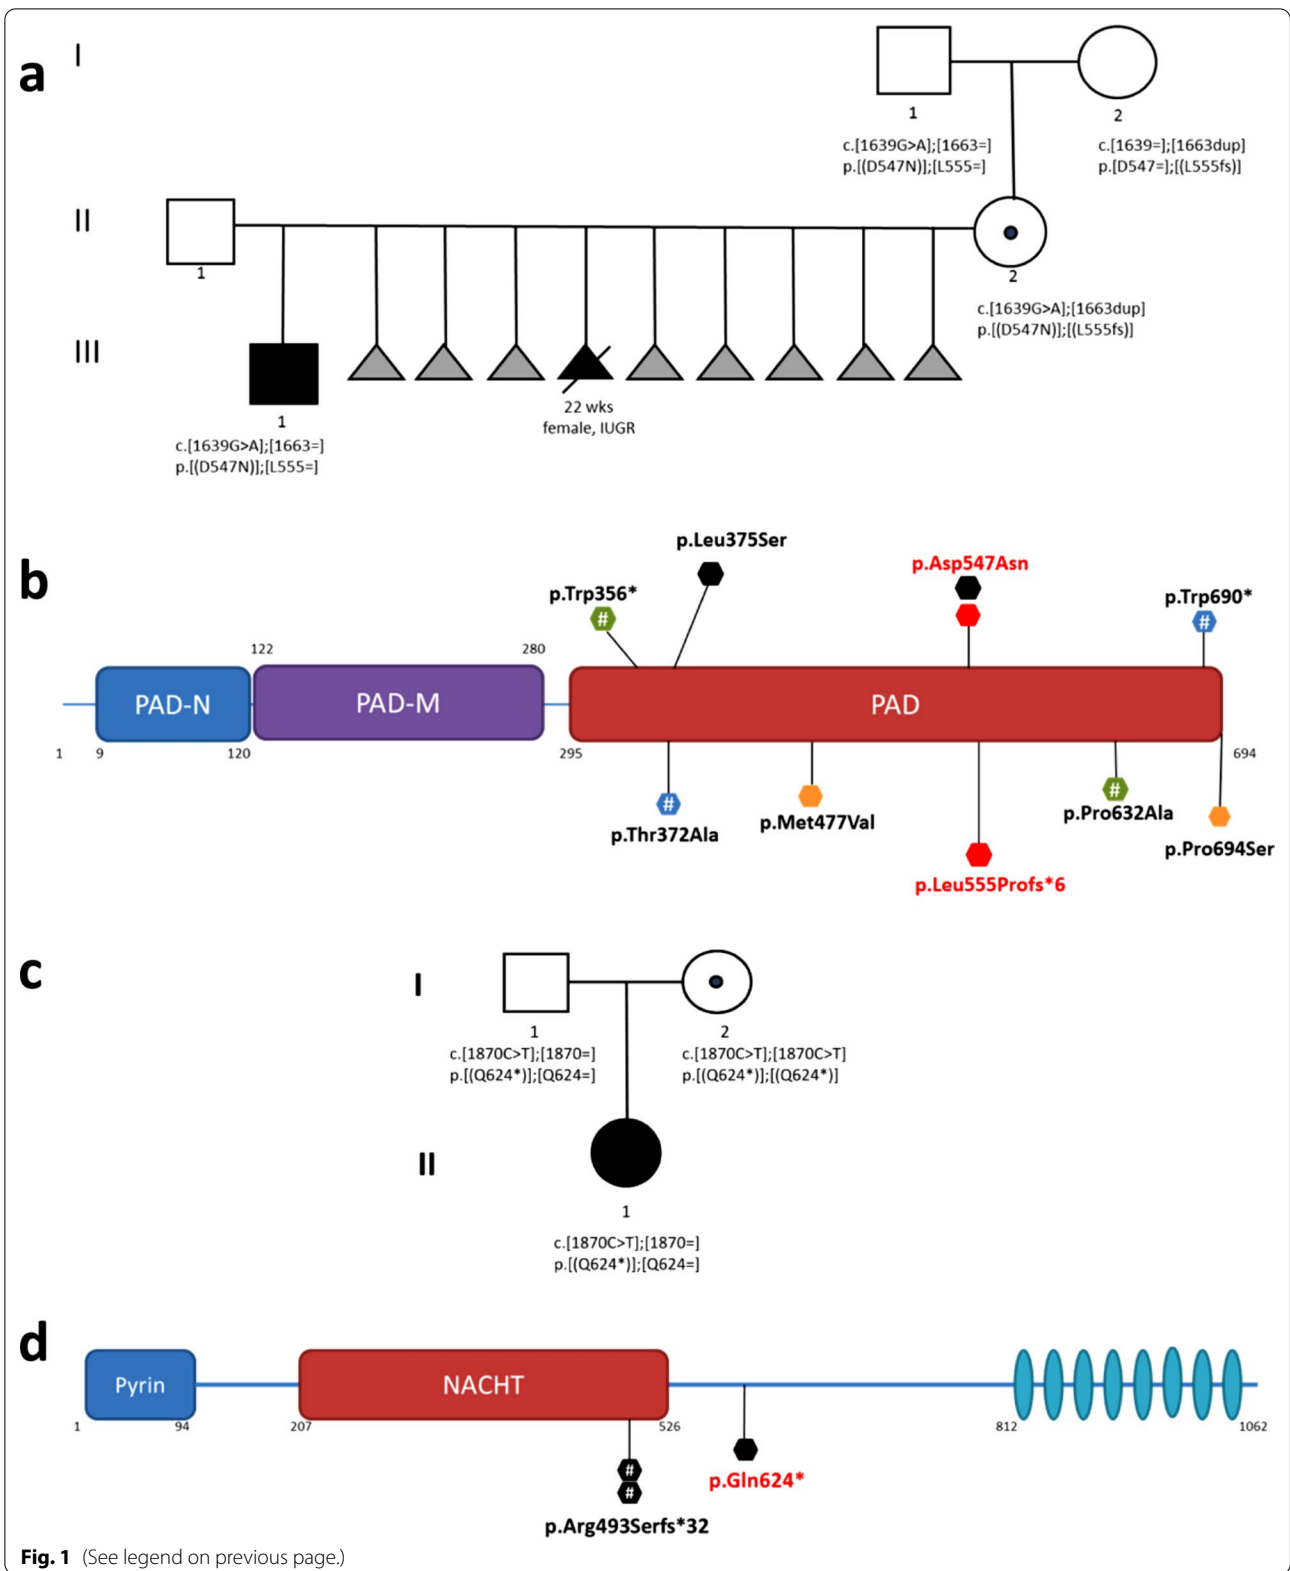 a
I
1
2
c.[1639G>A];[1663=]
p.[(D547N)];[L555=]
c.[1639=];[1663dup]
p.[D547=];[(L555fs)]
II
1
2
c.[1639G>A];[1663dup]
p.[(D547N)];[(L555fs)]
III
22 wks
female, IUGR
1
c.[1639G>A];[1663=]
p.[(D547N)];[L555=]
b
p.Leu375Ser
p.Asp547Asn
p.Trp356*
#
p.Trp690*
#
122
280
PAD-N
PAD-M
PAD
1
9
120
295
694
#
p.Thr372Ala
p.Met477Val
#
p.Pro632Ala
p.Pro694Ser
p.Leu555Profs*6
c
I
1
2
c.[1870C>T];[1870=]
p.[(Q624*)];[Q624=]
c.[1870C>T];[1870C>T]
p.[(Q624*)];[(Q624*)]
II
1
c.[1870C>T];[1870=]
p.[(Q624*)];[Q624=]
d
Pyrin
NACHT
1
94
207
526
812
1062
#
#
p.Gln624*
p.Arg493Serfs*32
Fig. 1 (See legend on previous page.)